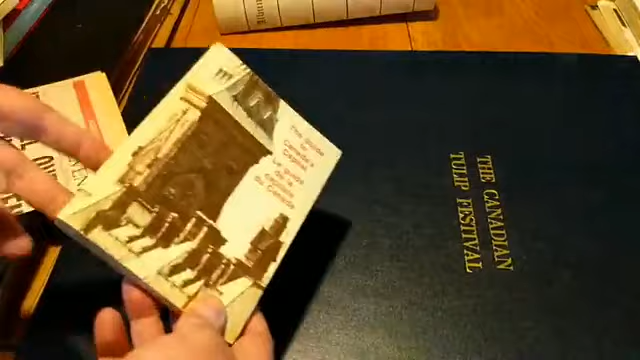 The guide
to
Canada's
Capital
Le guide
de la
capitale
du Canada
THE CANADIAN
TULIP FESTIVAL